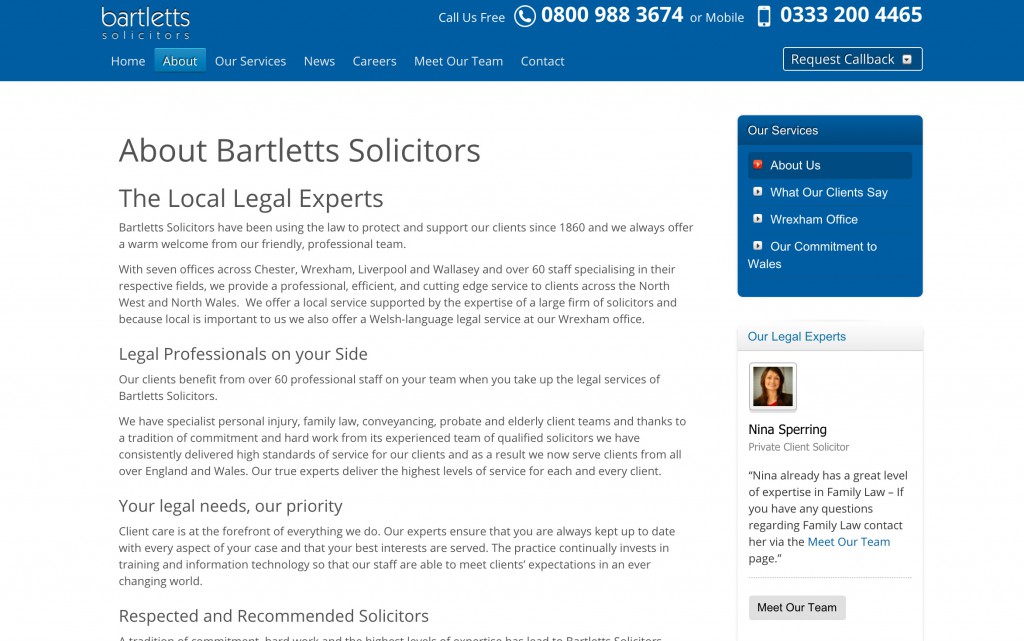 bartletts
solicitors
Call Us Free 0800 988 3674 or Mobile 0333 200 4465
Home About Our Services News Careers Meet Our Team Contact
Request Callback
About Bartletts Solicitors
The Local Legal Experts
Bartletts Solicitors have been using the law to protect and support our clients since 1860 and we always offer
a warm welcome from our friendly, professional team.
With seven offices across Chester, Wrexham, Liverpool and Wallasey and over 60 staff specialising in their
respective fields, we provide a professional, efficient, and cutting edge service to clients across the North
West and North Wales. We offer a local service supported by the expertise of a large firm of solicitors and
because local is important to us we also offer a Welsh-language legal service at our Wrexham office.
Legal Professionals on your Side
Our clients benefit from over 60 professional staff on your team when you take up the legal services of
Bartletts Solicitors.
We have specialist personal injury, family law, conveyancing, probate and elderly client teams and thanks to
a tradition of commitment and hard work from its experienced team of qualified solicitors we have
consistently delivered high standards of service for our clients and as a result we now serve clients from all
over England and Wales. Our true experts deliver the highest levels of service for each and every client.
Your legal needs, our priority
Client care is at the forefront of everything we do. Our experts ensure that you are always kept up to date
with every aspect of your case and that your best interests are served. The practice continually invests in
training and information technology so that our staff are able to meet clients' expectations in an ever
changing world.
Respected and Recommended Solicitors
A tradition of commitment, hard work and the highest levels of expertise has lead to Bartletts Solicitors
Our Services
About Us
What Our Clients Say
Wrexham Office
Our Commitment to
Wales
Our Legal Experts
Nina Sperring
Private Client Solicitor
“Nina already has a great level
of expertise in Family Law – If
you have any questions
regarding Family Law contact
her via the Meet Our Team
page.”
Meet Our Team